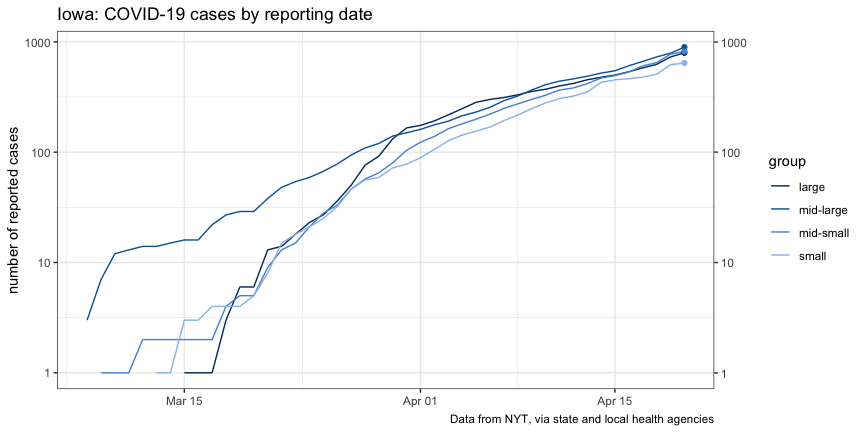 Iowa: COVID-19 cases by reporting date
number of reported cases
1000
100
10
1
1000
100
10
1
Mar 15
Apr 01
Apr 15
group
large
mid-large
mid-small
small
Data from NYT, via state and local health agencies